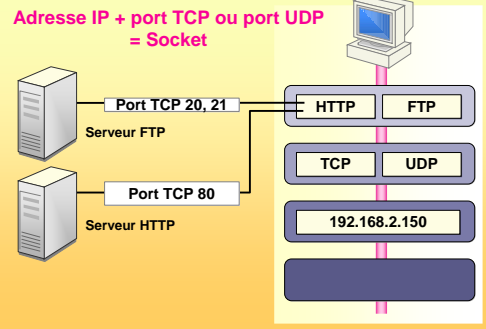 Adresse IP + port TCP ou port UDP
= Socket
Port TCP 20, 21
Serveur FTP
Port TCP 80
Serveur HTTP
HTTP
FTP
TCP
UDP
192.168.2.150